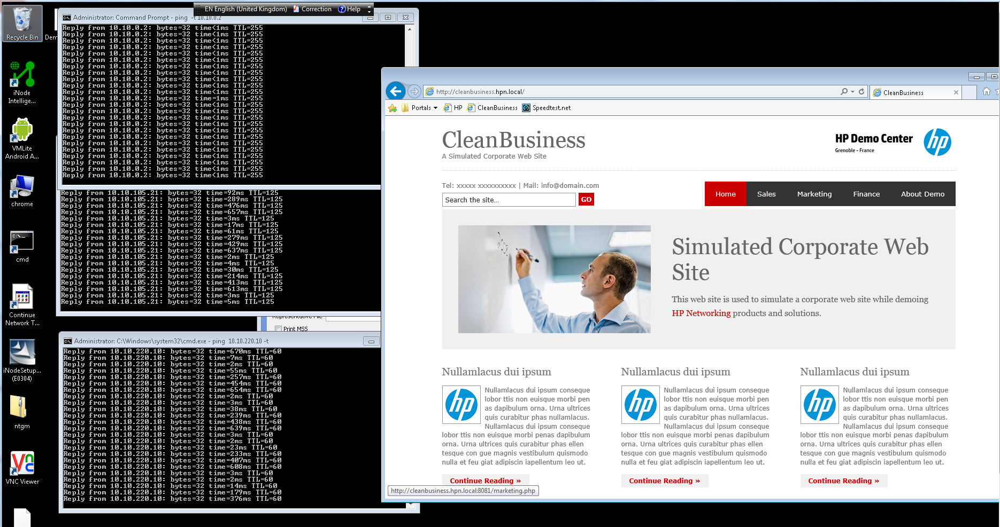 EN English (United Kingdom) Correction Help
Recycle Bin
Dem
iNode
Intellige...
VMLite
Android A...
chrome
cmd
Continue
Network T...
iNodeSetup...
(E0304)
ntgm
VNC Viewer
Administrator: Command Prompt - ping -t 10.10.0.2
Reply from 10.10.0.2: bytes=32 time<1ms TTL=255
Reply from 10.10.0.2: bytes=32 time<1ms TTL=255
Reply from 10.10.0.2: bytes=32 time<1ms TTL=255
Reply from 10.10.0.2: bytes=32 time<1ms TTL=255
Reply from 10.10.0.2: bytes=32 time<1ms TTL=255
Reply from 10.10.0.2: bytes=32 time<1ms TTL=255
Reply from 10.10.0.2: bytes=32 time<1ms TTL=255
Reply from 10.10.0.2: bytes=32 time<1ms TTL=255
Reply from 10.10.0.2: bytes=32 time<1ms TTL=255
Reply from 10.10.0.2: bytes=32 time<1ms TTL=255
Reply from 10.10.0.2: bytes=32 time<1ms TTL=255
Reply from 10.10.0.2: bytes=32 time=1ms TTL=255
Reply from 10.10.0.2: bytes=32 time<1ms TTL=255
Reply from 10.10.0.2: bytes=32 time<1ms TTL=255
Reply from 10.10.0.2: bytes=32 time<1ms TTL=255
Reply from 10.10.0.2: bytes=32 time<1ms TTL=255
Reply from 10.10.0.2: bytes=32 time<1ms TTL=255
Reply from 10.10.0.2: bytes=32 time<1ms TTL=255
Reply from 10.10.0.2: bytes=32 time<1ms TTL=255
Reply from 10.10.0.2: bytes=32 time<1ms TTL=255
Reply from 10.10.0.2: bytes=32 time<1ms TTL=255
Reply from 10.10.0.2: bytes=32 time<1ms TTL=255
Reply from 10.10.0.2: bytes=32 time<1ms TTL=255
Reply from 10.10.0.2: bytes=32 time<1ms TTL=255
Reply from 10.10.105.21: bytes=32 time=92ms TTL=125
Reply from 10.10.105.21: bytes=32 time=289ms TTL=125
Reply from 10.10.105.21: bytes=32 time=476ms TTL=125
Reply from 10.10.105.21: bytes=32 time=657ms TTL=125
Reply from 10.10.105.21: bytes=32 time=3ms TTL=125
Reply from 10.10.105.21: bytes=32 time=17ms TTL=125
Reply from 10.10.105.21: bytes=32 time=61ms TTL=125
Reply from 10.10.105.21: bytes=32 time=279ms TTL=125
Reply from 10.10.105.21: bytes=32 time=429ms TTL=125
Reply from 10.10.105.21: bytes=32 time=637ms TTL=125
Reply from 10.10.105.21: bytes=32 time=2ms TTL=125
Reply from 10.10.105.21: bytes=32 time=4ms TTL=125
Reply from 10.10.105.21: bytes=32 time=30ms TTL=125
Reply from 10.10.105.21: bytes=32 time=214ms TTL=125
Reply from 10.10.105.21: bytes=32 time=413ms TTL=125
Reply from 10.10.105.21: bytes=32 time=613ms TTL=125
Reply from 10.10.105.21: bytes=32 time=3ms TTL=125
Reply from 10.10.105.21: bytes=32 time=5ms TTL=125
Representative File
Print MSS
Administrator: C:\Windows\system32\cmd.exe - ping 10.10.220.10 -t
Reply from 10.10.220.10: bytes=32 time=670ms TTL=60
Reply from 10.10.220.10: bytes=32 time=7ms TTL=60
Reply from 10.10.220.10: bytes=32 time=2ms TTL=60
Reply from 10.10.220.10: bytes=32 time=55ms TTL=60
Reply from 10.10.220.10: bytes=32 time=257ms TTL=60
Reply from 10.10.220.10: bytes=32 time=454ms TTL=60
Reply from 10.10.220.10: bytes=32 time=654ms TTL=60
Reply from 10.10.220.10: bytes=32 time=2ms TTL=60
Reply from 10.10.220.10: bytes=32 time=3ms TTL=60
Reply from 10.10.220.10: bytes=32 time=38ms TTL=60
Reply from 10.10.220.10: bytes=32 time=239ms TTL=60
Reply from 10.10.220.10: bytes=32 time=438ms TTL=60
Reply from 10.10.220.10: bytes=32 time=639ms TTL=60
Reply from 10.10.220.10: bytes=32 time=3ms TTL=60
Reply from 10.10.220.10: bytes=32 time=2ms TTL=60
Reply from 10.10.220.10: bytes=32 time=23ms TTL=60
Reply from 10.10.220.10: bytes=32 time=233ms TTL=60
Reply from 10.10.220.10: bytes=32 time=407ms TTL=60
Reply from 10.10.220.10: bytes=32 time=608ms TTL=60
Reply from 10.10.220.10: bytes=32 time=3ms TTL=60
Reply from 10.10.220.10: bytes=32 time=2ms TTL=60
Reply from 10.10.220.10: bytes=32 time=14ms TTL=60
Reply from 10.10.220.10: bytes=32 time=179ms TTL=60
Reply from 10.10.220.10: bytes=32 time=376ms TTL=60
http://cleanbusiness.hpn.local/
CleanBusiness
Portals HP CleanBusiness Speedtest.net
CleanBusiness
A Simulated Corporate Web Site
HP Demo Center
Grenoble - France
hp
Tel: xxxxx xxxxxxxxxx | Mail: info@domain.com
Search the site... GO
Home Sales Marketing Finance About Demo
Simulated Corporate Web
Site
This web site is used to simulate a corporate web site while demoing
HP Networking products and solutions.
Nullamlacus dui ipsum
hp
Nullamlacus dui ipsum conseque
lobor ttis non euisque morbi pen
as dapibulum orna. Urna ultrices
quis curabitur phas nullamlacus.
Nullamlacus dui ipsum conseque
lobor ttis non euisque morbi penas dapibulum
orna. Urna ultrices quis curabitur phas ellen
tesque con gue magnis vestibulum quismodo
nulla et feu giat adipiscin iapellentum leo ut.
Continue Reading »
Nullamlacus dui ipsum
hp
Nullamlacus dui ipsum conseque
lobor ttis non euisque morbi pen
as dapibulum orna. Urna ultrices
quis curabitur phas nullamlacus.
Nullamlacus dui ipsum conseque
lobor ttis non euisque morbi penas dapibulum
orna. Urna ultrices quis curabitur phas ellen
tesque con gue magnis vestibulum quismodo
nulla et feu giat adipiscin iapellentum leo ut.
Continue Reading »
Nullamlacus dui ipsum
hp
Nullamlacus dui ipsum conseque
lobor ttis non euisque morbi pen
as dapibulum orna. Urna ultrices
quis curabitur phas nullamlacus.
Nullamlacus dui ipsum conseque
lobor ttis non euisque morbi penas dapibulum
orna. Urna ultrices quis curabitur phas ellen
tesque con gue magnis vestibulum quismodo
nulla et feu giat adipiscin iapellentum leo ut.
Continue Reading »
http://cleanbusiness.hpn.local:8081/marketing.php